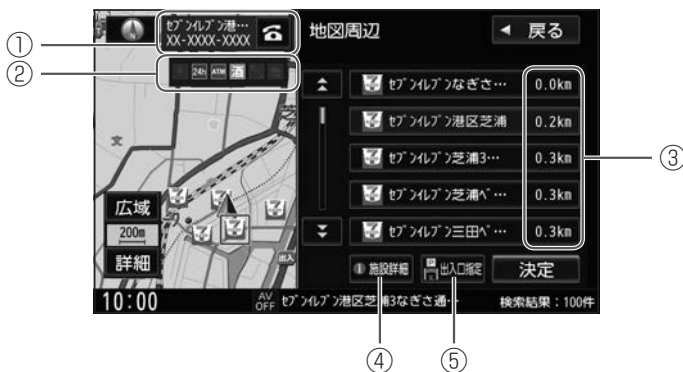 ①
ｾﾌﾞﾝｲﾚﾌﾞﾝ港…
XX-XXXX-XXXX
②
24h ATM 酒
文
広域
200m
詳細
出入
10:00
地図周辺
◀ 戻る
ｾﾌﾞﾝｲﾚﾌﾞﾝなぎさ… 0.0km
ｾﾌﾞﾝｲﾚﾌﾞﾝ港区芝浦 0.2km
ｾﾌﾞﾝｲﾚﾌﾞﾝ芝浦3… 0.3km
ｾﾌﾞﾝｲﾚﾌﾞﾝ芝浦ﾍﾞ… 0.3km
ｾﾌﾞﾝｲﾚﾌﾞﾝ三田ﾍﾞ… 0.3km
③
施設詳細 P 出入口指定 決定
AV OFF ｾﾌﾞﾝｲﾚﾌﾞﾝ港区芝浦3なぎさ通… 検索結果：100件
④ ⑤